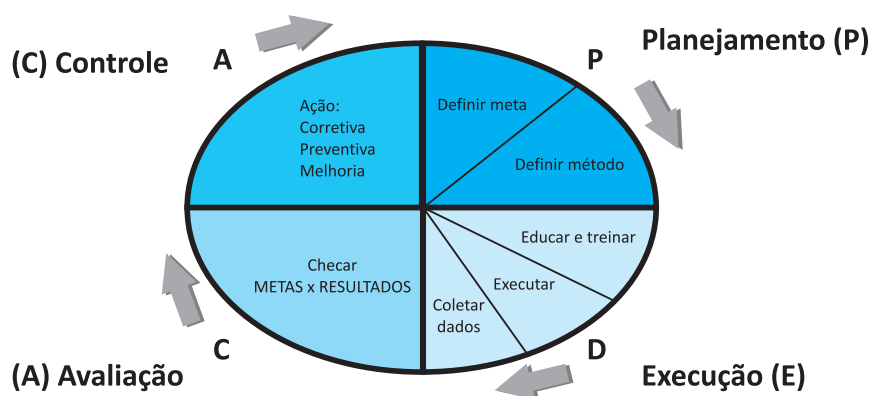 (C) Controle
A
P
Planejamento (P)
Ação:
Corretiva
Preventiva
Melhoria
Definir meta
Definir método
Educar e treinar
Executar
Coletar
dados
Checar
METAS x RESULTADOS
(A) Avaliação
C
D
Execução (E)